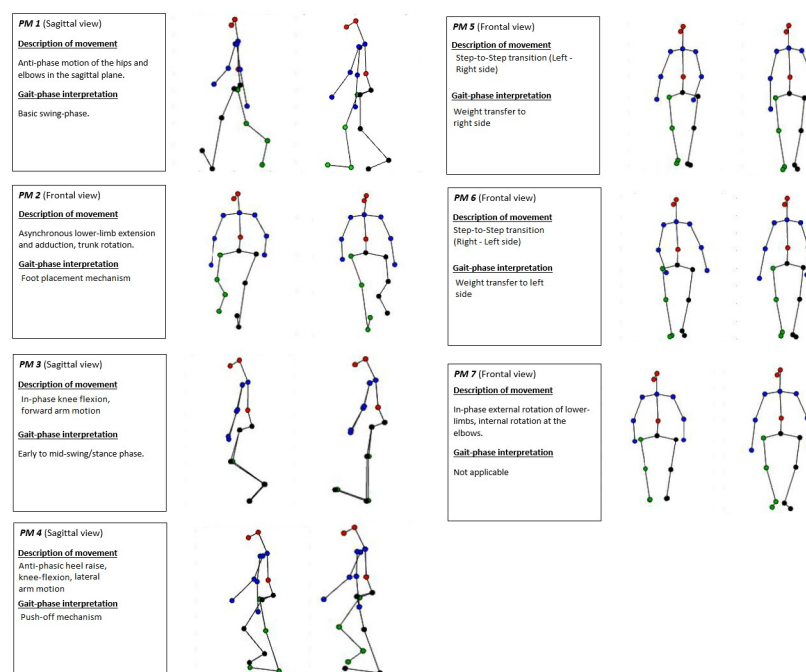 PM 1 (Sagittal view)
Description of movement
Anti-phase motion of the hips and
elbows in the sagittal plane.
Gait-phase interpretation
Basic swing-phase.
PM 2 (Frontal view)
Description of movement
Asynchronous lower-limb extension
and adduction, trunk rotation.
Gait-phase interpretation
Foot placement mechanism
PM 3 (Sagittal view)
Description of movement
In-phase knee flexion,
forward arm motion
Gait-phase interpretation
Early to mid-swing/stance phase.
PM 4 (Sagittal view)
Description of movement
Anti-phasic heel raise,
knee-flexion, lateral
arm motion
Gait-phase interpretation
Push-off mechanism
PM 5 (Frontal view)
Description of movement
Step-to-Step transition (Left -
Right side)
Gait-phase interpretation
Weight transfer to
right side
PM 6 (Frontal view)
Description of movement
Step-to-Step transition
(Right - Left side)
Gait-phase interpretation
Weight transfer to left
side
PM 7 (Frontal view)
Description of movement
In-phase external rotation of lower-
limbs, internal rotation at the
elbows.
Gait-phase interpretation
Not applicable